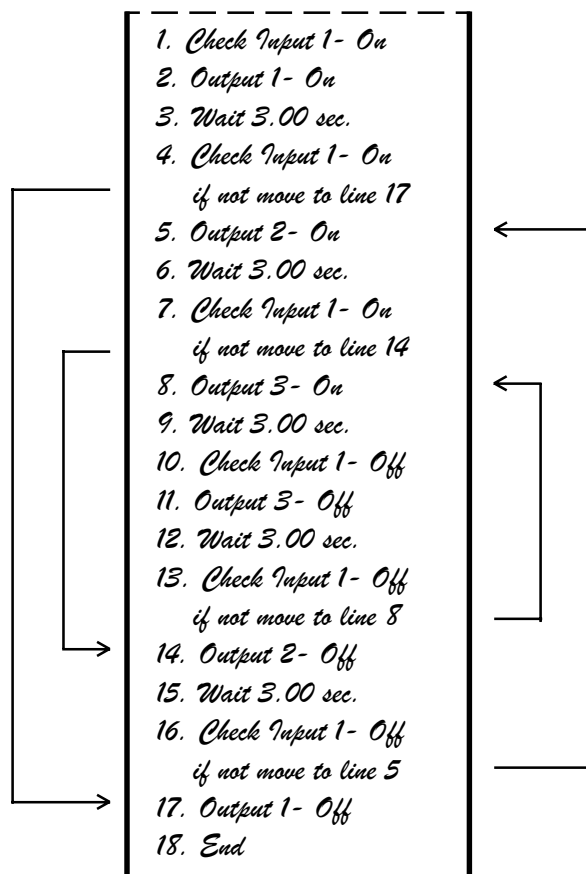 1. Check Input 1- On
2. Output 1- On
3. Wait 3.00 sec.
4. Check Input 1- On
if not move to line 17
5. Output 2- On
6. Wait 3.00 sec.
7. Check Input 1- On
if not move to line 14
8. Output 3- On
9. Wait 3.00 sec.
10. Check Input 1- Off
11. Output 3- Off
12. Wait 3.00 sec.
13. Check Input 1- Off
if not move to line 8
14. Output 2- Off
15. Wait 3.00 sec.
16. Check Input 1- Off
if not move to line 5
17. Output 1- Off
18. End